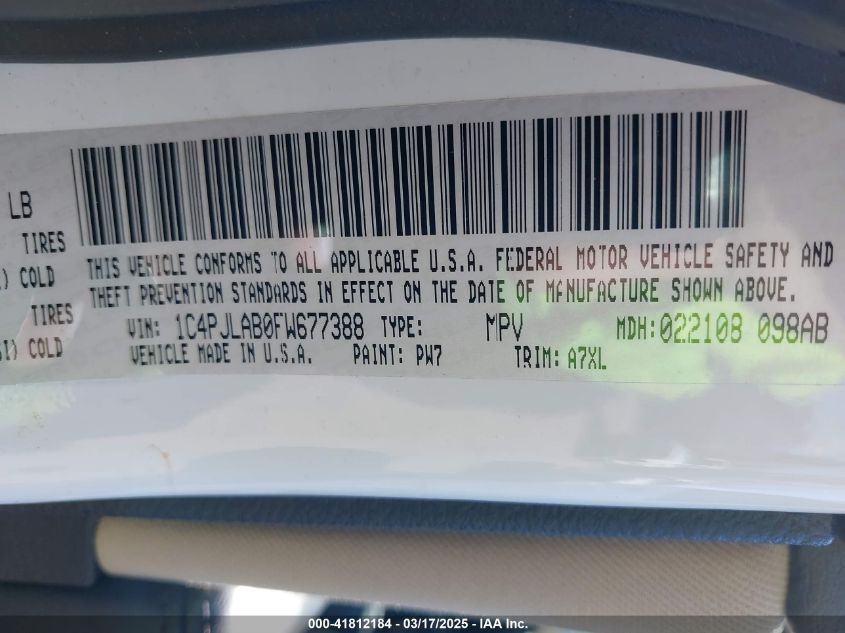 LB
TIRES
) COLD
TIRES
SI) COLD
THIS VEHICLE CONFORMS TO ALL APPLICABLE U.S.A. FEDERAL MOTOR VEHICLE SAFETY AND
THEFT PREVENTION STANDARDS IN EFFECT ON THE DATE OF MANUFACTURE SHOWN ABOVE.
VIN: 1C4PJLAB0FW677388 TYPE: MPV MDH:022108 098AB
VEHICLE MADE IN U.S.A. PAINT: PW7 TRIM: A7XL
000-41812184 - 03/17/2025 - IAA Inc.